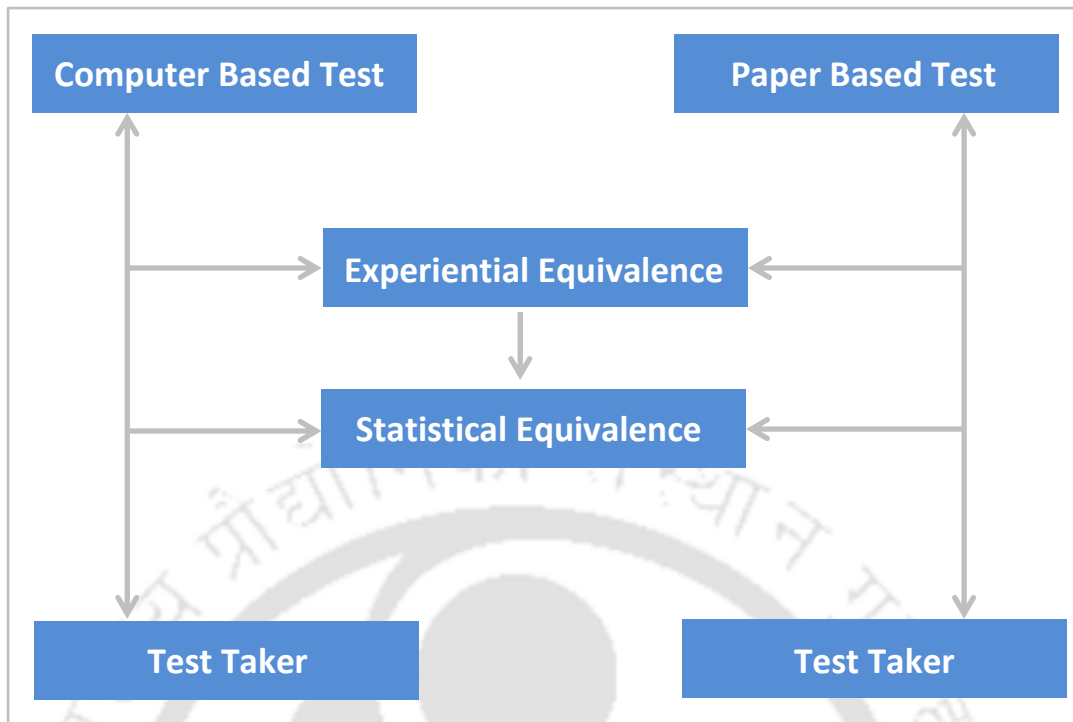 Computer Based Test
Paper Based Test
Experiential Equivalence
Statistical Equivalence
Test Taker
Test Taker